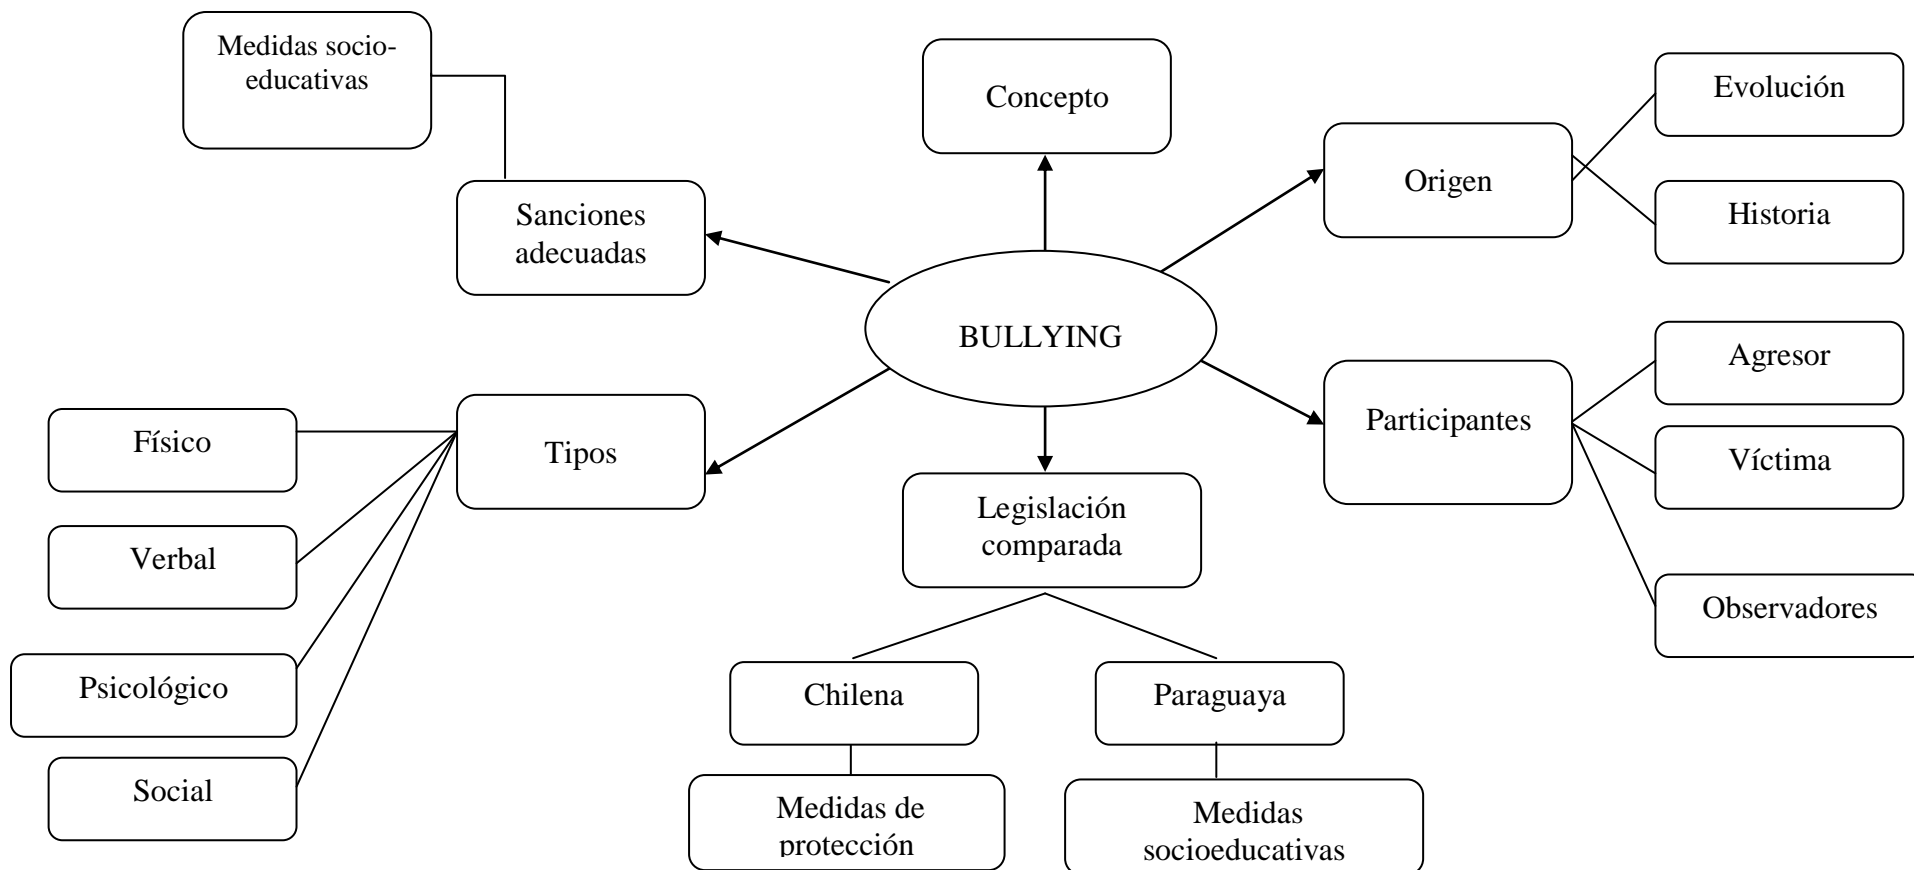 Medidas socio-
educativas
Concepto
Evolución
Origen
Historia
Sanciones
adecuadas
BULLYING
Agresor
Participantes
Víctima
Observadores
Tipos
Físico
Verbal
Psicológico
Social
Legislación
comparada
Chilena
Paraguaya
Medidas de
protección
Medidas
socioeducativas